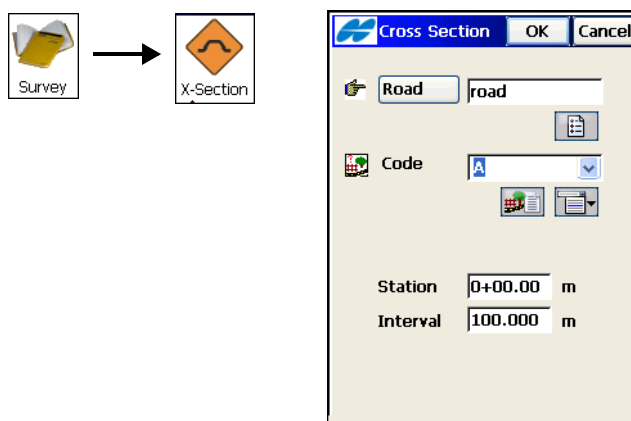 Survey
X-Section
Cross Section OK Cancel
Road road
Code A
Station 0+00.00 m
Interval 100.000 m